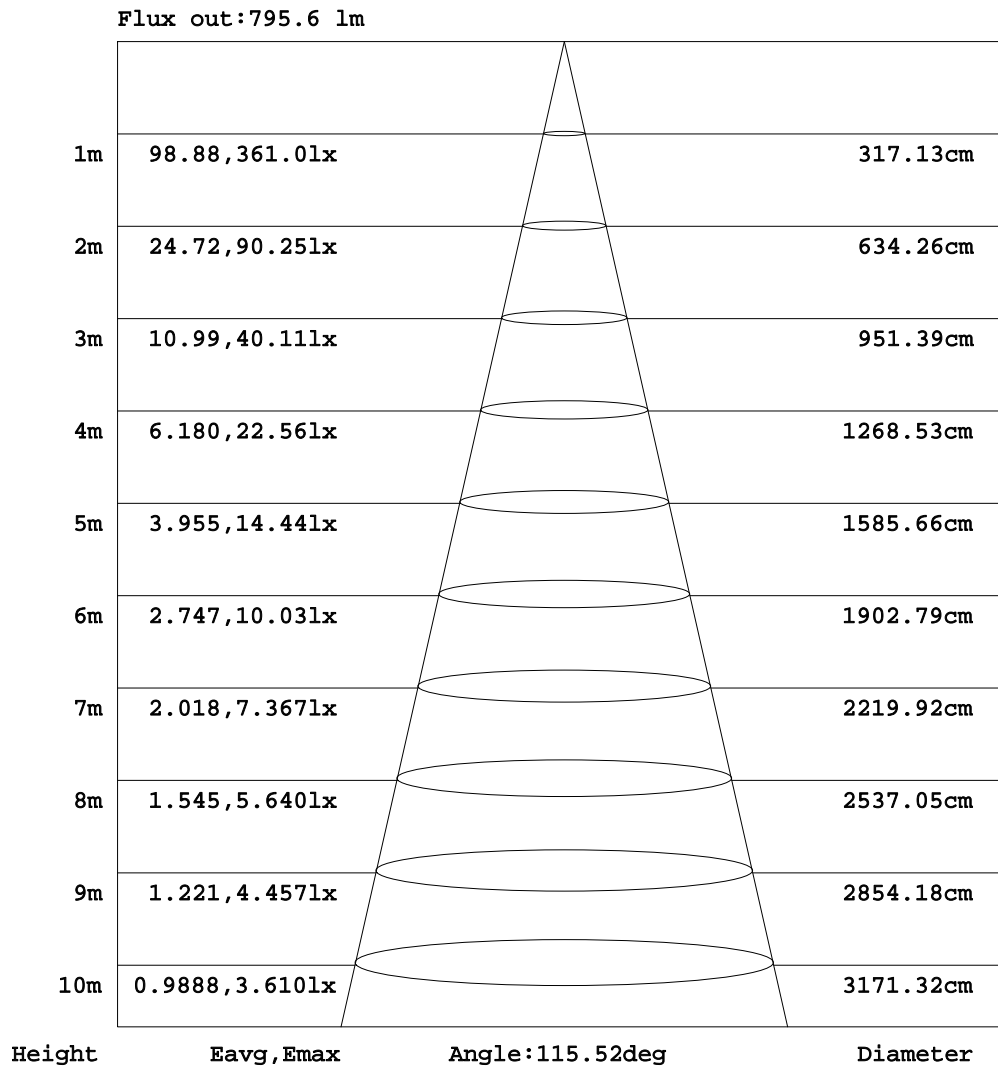 Flux out:795.6 lm
1m 98.88,361.0lx 317.13cm
2m 24.72,90.25lx 634.26cm
3m 10.99,40.11lx 951.39cm
4m 6.180,22.56lx 1268.53cm
5m 3.955,14.44lx 1585.66cm
6m 2.747,10.03lx 1902.79cm
7m 2.018,7.367lx 2219.92cm
8m 1.545,5.640lx 2537.05cm
9m 1.221,4.457lx 2854.18cm
10m 0.9888,3.610lx 3171.32cm
Height Eavg,Emax Angle:115.52deg Diameter